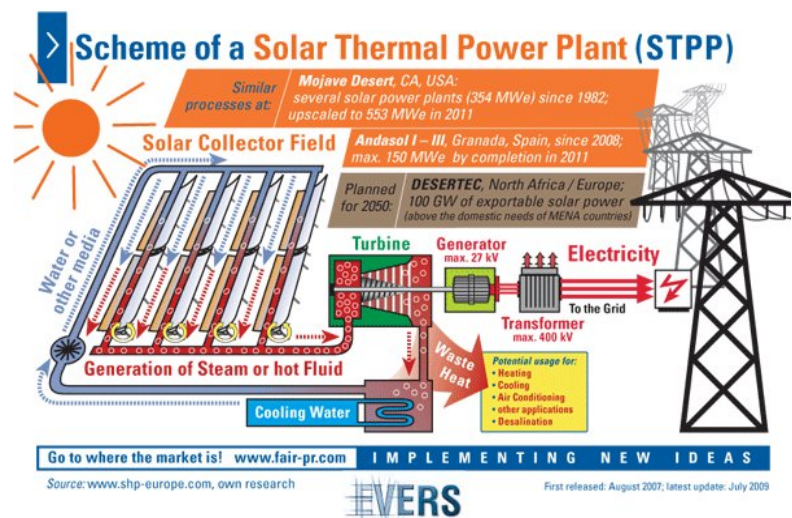 Scheme of a Solar Thermal Power Plant (STPP)
Similar
processes at:
Mojave Desert, CA, USA:
several solar power plants (354 MWe) since 1982;
upscaled to 553 MWe in 2011
Solar Collector Field
Andasol I – III, Granada, Spain, since 2008;
max. 150 MWe by completion in 2011
Planned
for 2050:
DESERTEC, North Africa / Europe;
100 GW of exportable solar power
(above the domestic needs of MENA countries)
Water or
other media
Turbine
Generator
max. 27 kV
Electricity
To the Grid
Transformer
max. 400 kV
Generation of Steam or hot Fluid
Waste
Heat
Potential usage for:
• Heating
• Cooling
• Air Conditioning
• other applications
• Desalination
Cooling Water
Go to where the market is! www.fair-pr.com
IMPLEMENTING NEW IDEAS
Source: www.shp-europe.com, own research
EVERS
First released: August 2007; latest update: July 2009